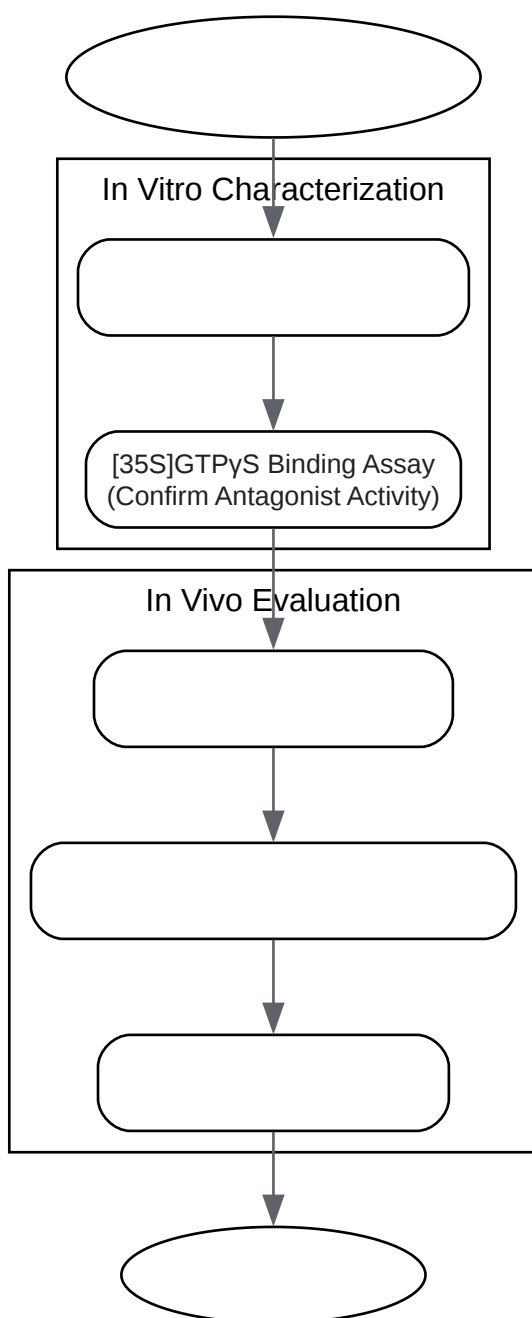 In Vitro Characterization
[35S]GTPγS Binding Assay
(Confirm Antagonist Activity)
In Vivo Evaluation